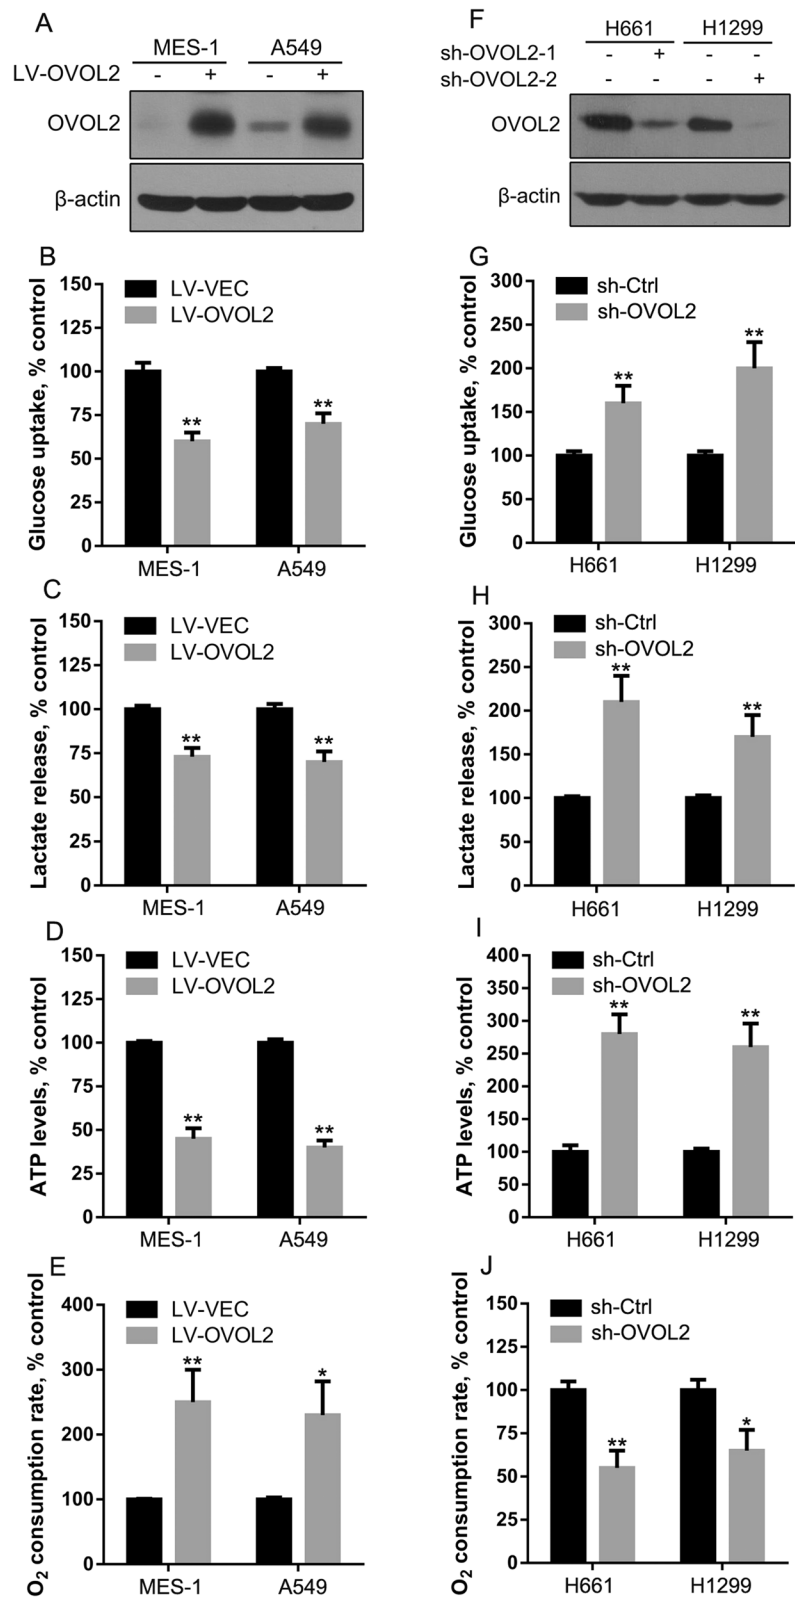 A
MES-1 A549
LV-OVOL2 - + - +
OVOL2
β-actin
F
H661 H1299
sh-OVOL2-1 - + - -
sh-OVOL2-2 - - - +
OVOL2
β-actin
B
Glucose uptake, % control
LV-VEC
LV-OVOL2
150
125
100
75
50
25
0
** **
MES-1 A549
G
Glucose uptake, % control
sh-Ctrl
sh-OVOL2
300
250
200
150
100
50
0
** **
H661 H1299
C
Lactate release, % control
LV-VEC
LV-OVOL2
150
125
100
75
50
25
0
** **
MES-1 A549
H
Lactate release, % control
sh-Ctrl
sh-OVOL2
300
250
200
150
100
50
0
** **
H661 H1299
D
ATP levels, % control
LV-VEC
LV-OVOL2
150
125
100
75
50
25
0
** **
MES-1 A549
I
ATP levels, % control
sh-Ctrl
sh-OVOL2
400
350
300
250
200
150
100
50
0
** **
H661 H1299
E
O2 consumption rate, % control
LV-VEC
LV-OVOL2
400
300
200
100
0
** *
MES-1 A549
J
O2 consumption rate, % control
sh-Ctrl
sh-OVOL2
150
125
100
75
50
25
0
** *
H661 H1299